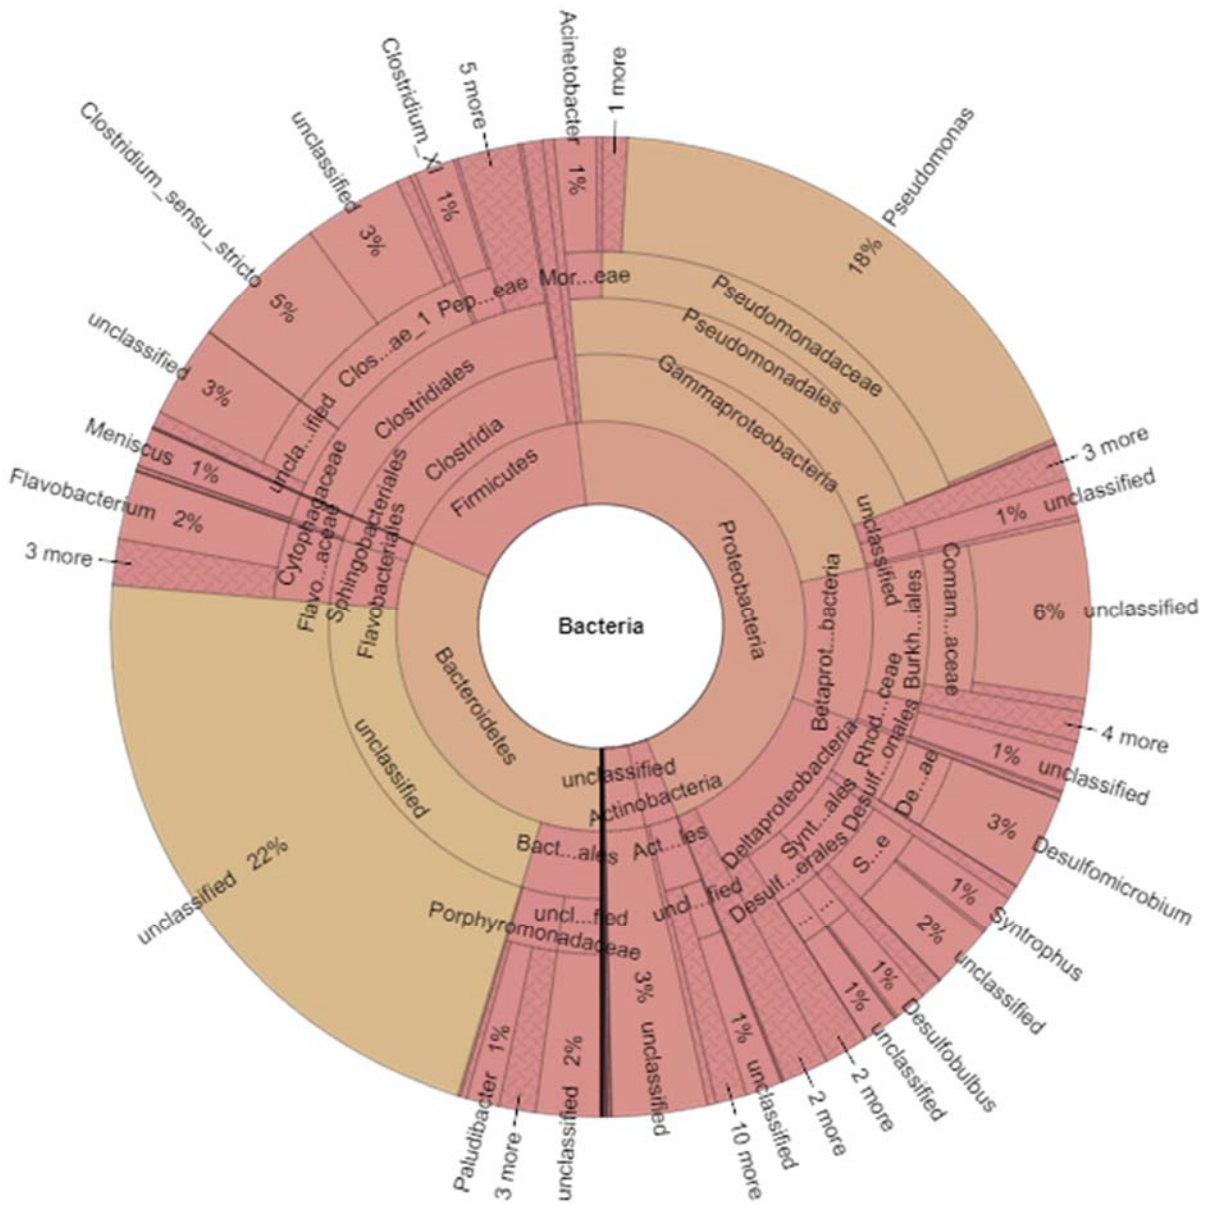 Bacteria
Proteobacteria
Gammaproteobacteria
Pseudomonadales
Pseudomonadaceae
18% Pseudomonas
3 more
1% unclassified
unclassified
Betaprot...bacteria
Burkh...iales
Comam...aceae
6% unclassified
4 more
Rhod...ceae
1% unclassified
Deltaproteobacteria
Desulf...onales
De...ae
3% Desulfomicrobium
Synt...ales
S...e
1% Syntrophus
2% unclassified
Desulf...erales
... ...
1% Desulfobulbus
1% unclassified
2 more
2 more
Actinobacteria
Act...les
uncl...fied
1% unclassified
10 more
unclassified
3% unclassified
Bacteroidetes
Bact...ales
uncl...fied
Porphyromonadaceae
2% unclassified
3 more
1% Paludibacter
unclassified
unclassified 22%
Flavobacteriales
Flavo...aceae
3 more
Flavobacterium 2%
Sphingobacteriales
Cytophagaceae
Meniscus 1%
Firmicutes
Clostridia
Clostridiales
uncla...ified
unclassified 3%
Clos...ae_1
Clostridium_sensu_stricto 5%
unclassified 3%
Pep...eae
Clostridium_XI 1%
5 more
Mor...eae
Acinetobacter 1%
1 more